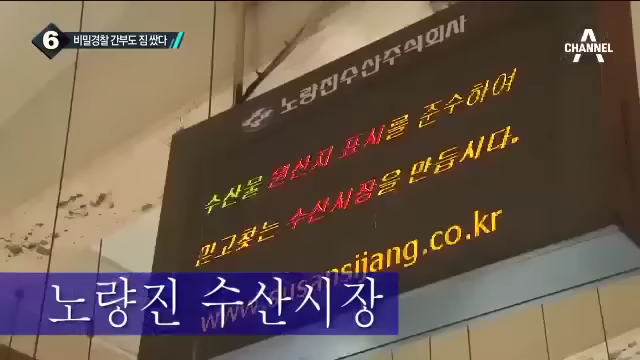 6 비밀경찰 간부도 짐 쌌다
CHANNEL A
노량진수산주식회사
수산물 원산지 표시를 준수하여
믿고찾는 수산시장을 만듭시다.
www.susansijang.co.kr
노량진 수산시장